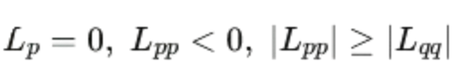 L_p = 0, L_{pp} < 0, |L_{pp}| ≥ |L_{qq}|